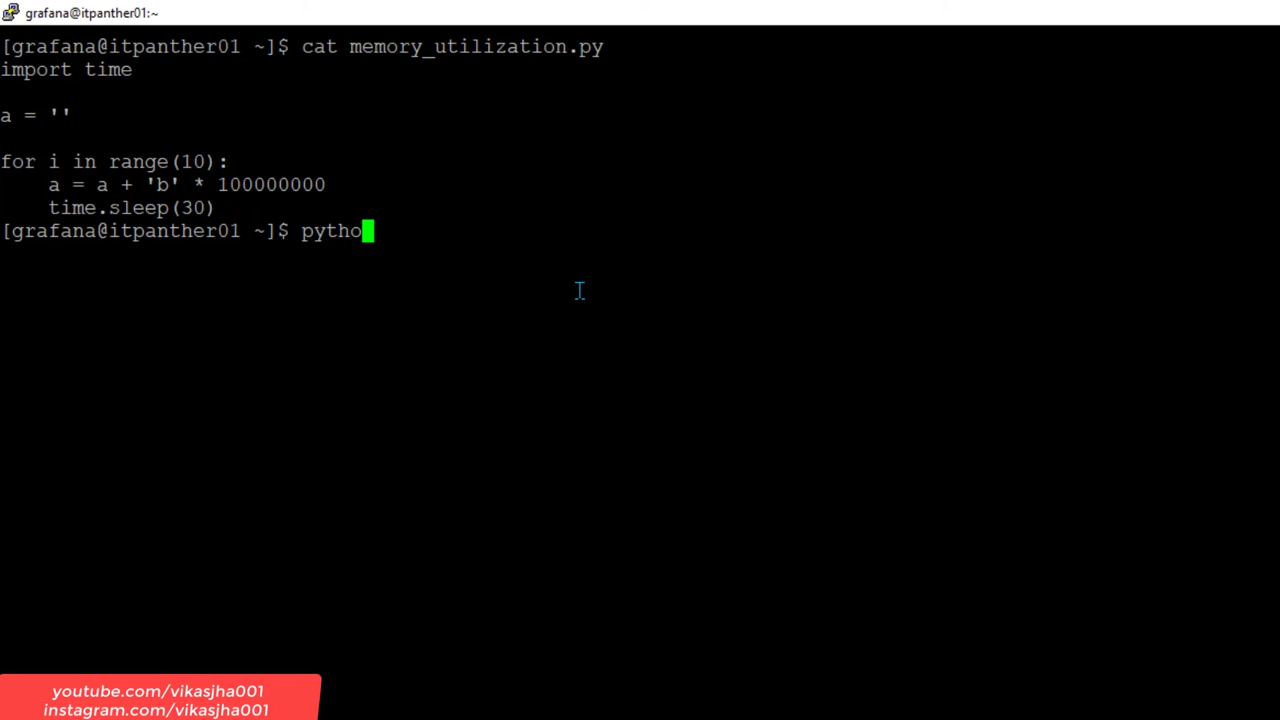 grafana@itpanther01:~
[grafana@itpanther01 ~]$ cat memory_utilization.py
import time
a = ''
for i in range(10):
    a = a + 'b' * 100000000
    time.sleep(30)
[grafana@itpanther01 ~]$ pytho
youtube.com/vikasjha001
instagram.com/vikasjha001